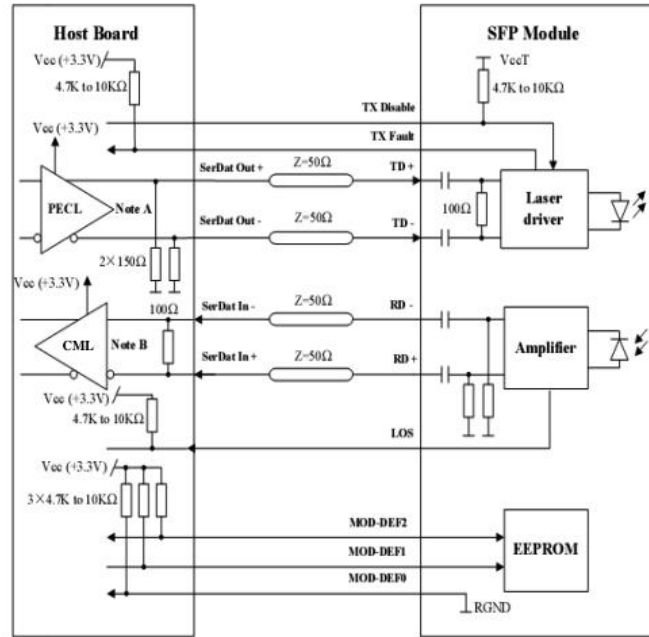 Host Board
SFP Module
Vcc (+3.3V)
4.7K to 10KΩ
VccT
4.7K to 10KΩ
TX Disable
TX Fault
Vcc (+3.3V)
PECL
Note A
SerDat Out +
Z=50Ω
TD +
100Ω
Laser
driver
SerDat Out -
Z=50Ω
TD -
2×150Ω
Vcc (+3.3V)
100Ω
CML
Note B
SerDat In -
Z=50Ω
RD -
SerDat In +
Z=50Ω
RD +
Amplifier
Vcc (+3.3V)
4.7K to 10KΩ
LOS
Vcc (+3.3V)
3×4.7K to 10KΩ
MOD-DEF2
MOD-DEF1
MOD-DEF0
EEPROM
RGND